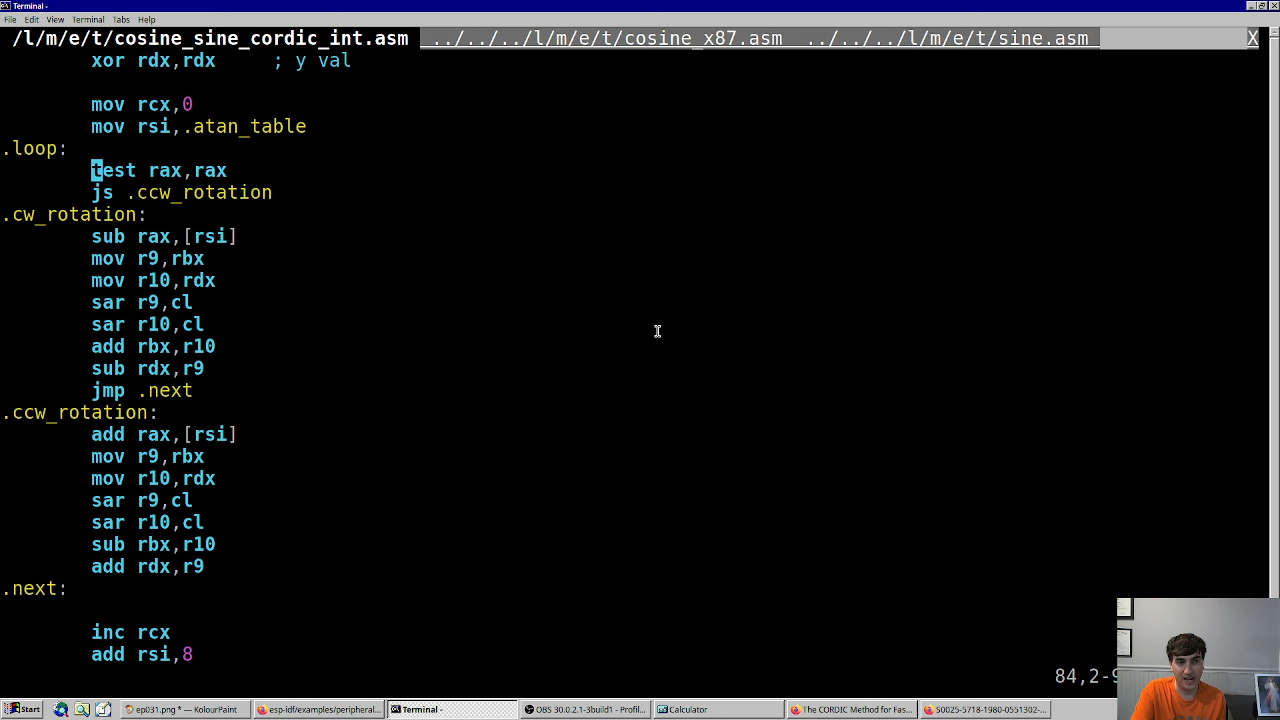 Terminal -
File Edit View Terminal Tabs Help
/l/m/e/t/cosine_sine_cordic_int.asm ../../../l/m/e/t/cosine_x87.asm ../../../l/m/e/t/sine.asm X
xor rdx,rdx ; y val
mov rcx,0
mov rsi,.atan_table
.loop:
test rax,rax
js .ccw_rotation
.cw_rotation:
sub rax,[rsi]
mov r9,rbx
mov r10,rdx
sar r9,cl
sar r10,cl
add rbx,r10
sub rdx,r9
jmp .next
.ccw_rotation:
add rax,[rsi]
mov r9,rbx
mov r10,rdx
sar r9,cl
sar r10,cl
sub rbx,r10
add rdx,r9
.next:
inc rcx
add rsi,8
84,2-9
Start ep031.png * — KolourPaint esp-idf/examples/peripheral... Terminal - OBS 30.0.2.1-3build1 - Profil... Calculator The CORDIC Method for Fas... S0025-5718-1980-0551302-...